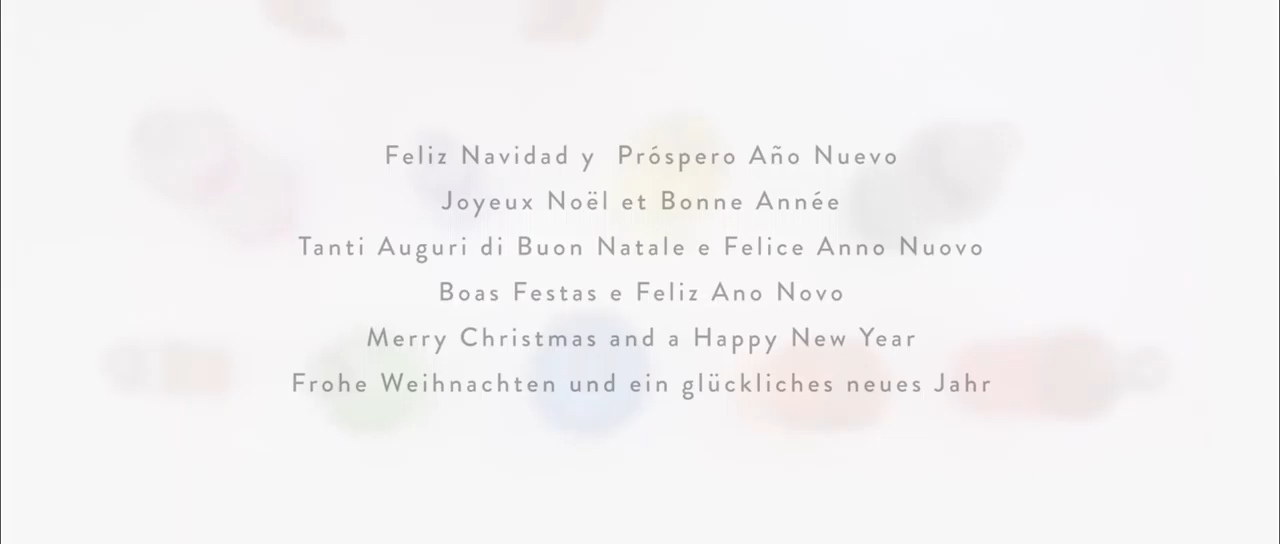 Feliz Navidad y  Próspero Año Nuevo
Joyeux Noël et Bonne Année
Tanti Auguri di Buon Natale e Felice Anno Nuovo
Boas Festas e Feliz Ano Novo
Merry Christmas and a Happy New Year
Frohe Weihnachten und ein glückliches neues Jahr